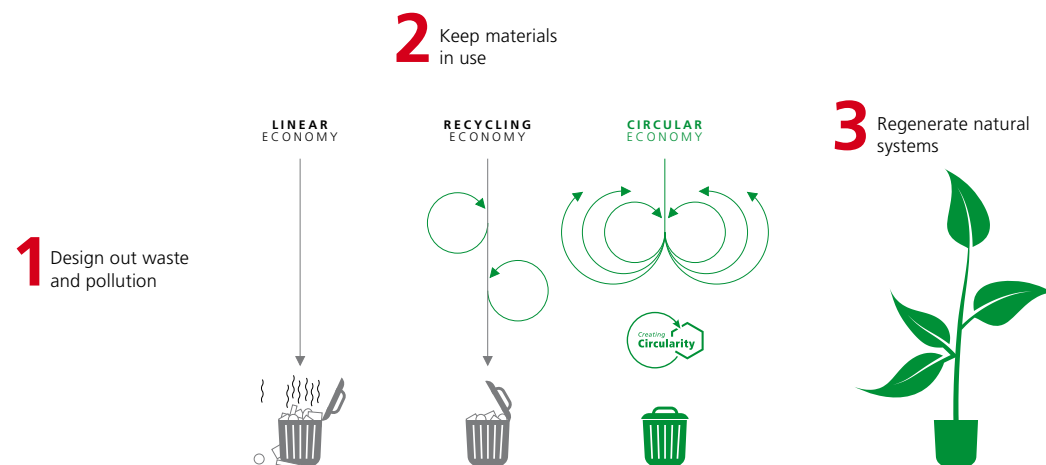 1
Design out waste
and pollution
2
Keep materials
in use
LINEAR
ECONOMY
RECYCLING
ECONOMY
CIRCULAR
ECONOMY
Creating
Circularity
3
Regenerate natural
systems